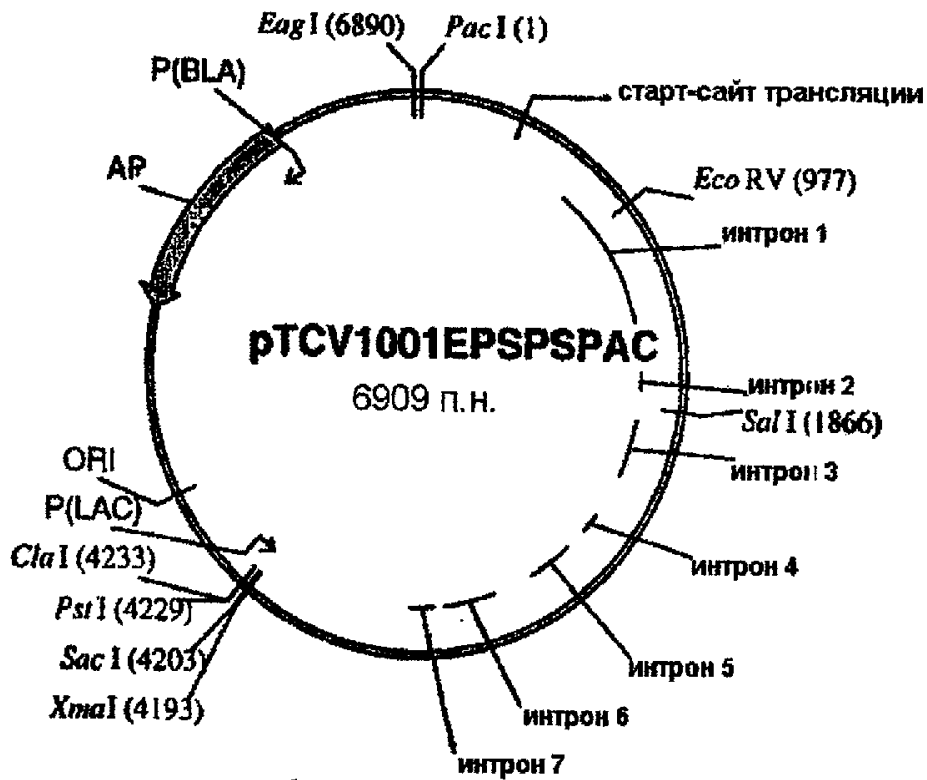 EagI (6890)
PacI (1)
P(BLA)
старт-сайт трансляции
AP
EcoRV (977)
интрон 1
pTCV1001EPSPSPAC
6909 п.н.
интрон 2
SalI (1866)
интрон 3
ORI
P(LAC)
ClaI (4233)
PstI (4229)
SacI (4203)
XmaI (4193)
интрон 4
интрон 5
интрон 6
интрон 7